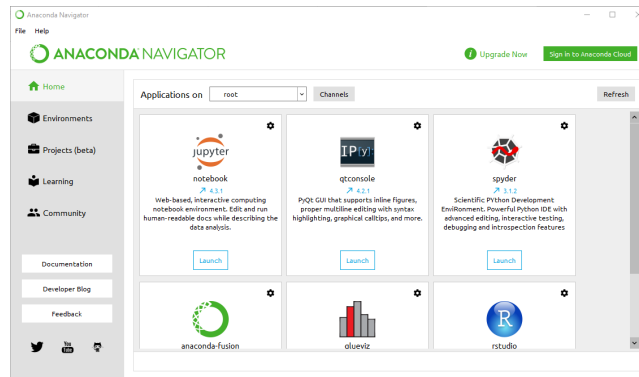 Anaconda Navigator
File Help
ANACONDA NAVIGATOR
Upgrade Now
Sign in to Anaconda Cloud
Home
Environments
Projects (beta)
Learning
Community
Documentation
Developer Blog
Feedback
You
Tube
Applications on root Channels Refresh
jupyter
notebook
4.3.1
Web-based, interactive computing
notebook environment. Edit and run
human-readable docs while describing the
data analysis.
Launch
IP[y]
qtconsole
4.2.1
PyQt GUI that supports inline figures,
proper multiline editing with syntax
highlighting, graphical calltips, and more.
Launch
spyder
3.1.2
Scientific PYthon Development
EnviRonment. Powerful Python IDE with
advanced editing, interactive testing,
debugging and introspection features
Launch
anaconda-fusion
glueviz
R
rstudio